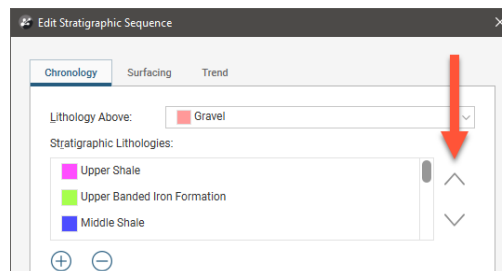 Edit Stratigraphic Sequence
Chronology Surfacing Trend
Lithology Above: Gravel
Stratigraphic Lithologies:
Upper Shale
Upper Banded Iron Formation
Middle Shale